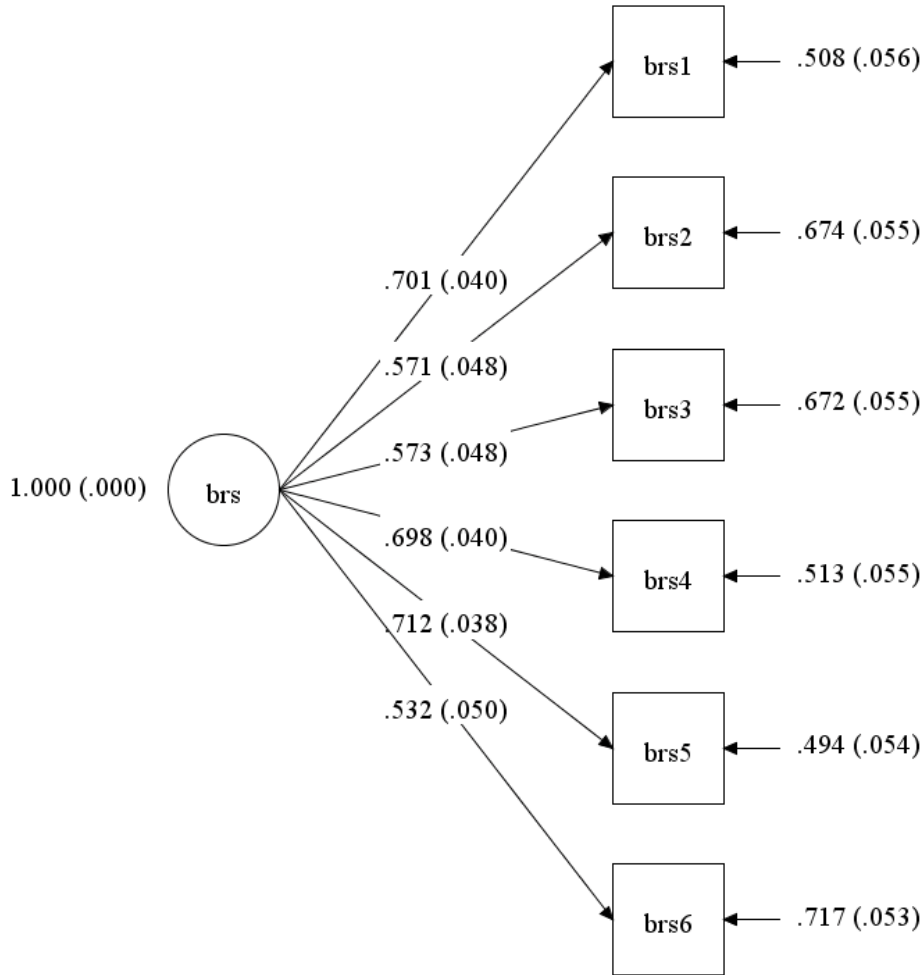 brs1
.508 (.056)
brs2
.674 (.055)
.701 (.040)
.571 (.048)
brs3
.672 (.055)
.573 (.048)
1.000 (.000)
brs
.698 (.040)
brs4
.513 (.055)
.712 (.038)
.532 (.050)
brs5
.494 (.054)
brs6
.717 (.053)